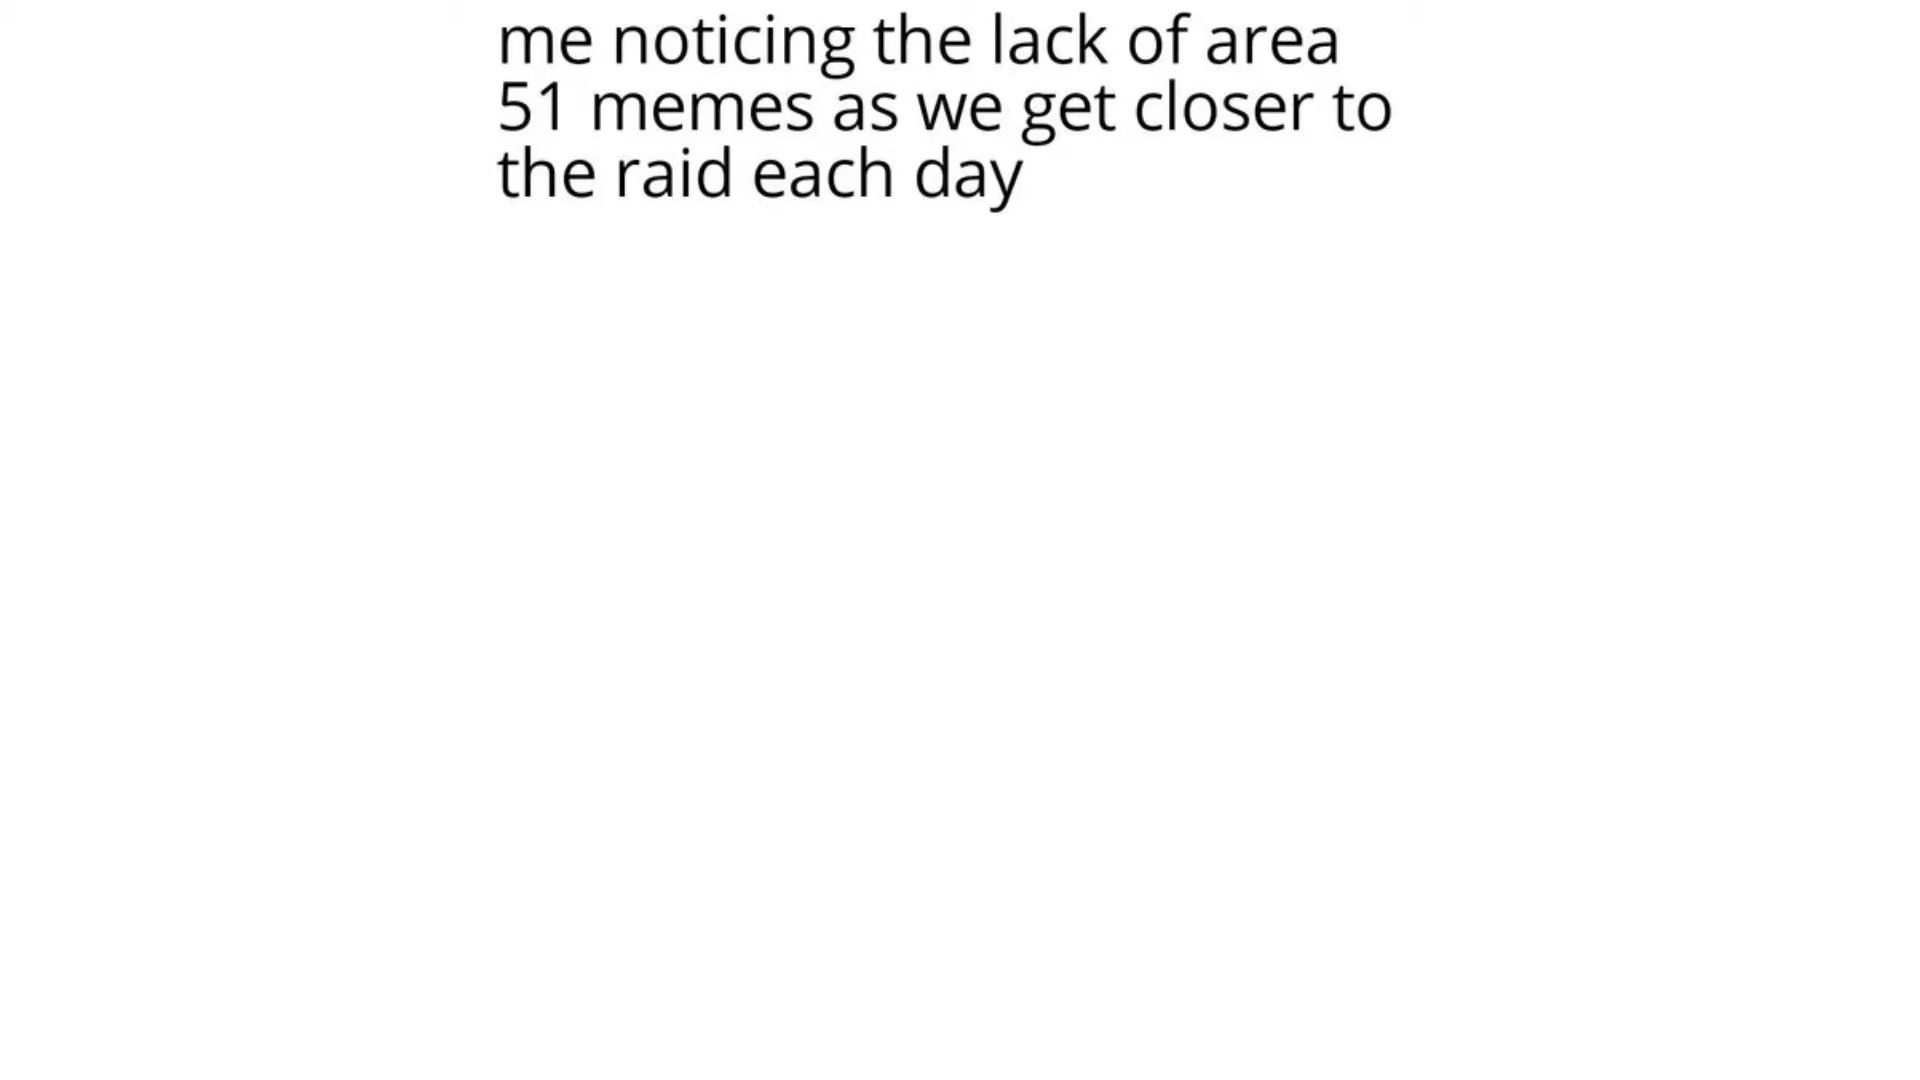 me noticing the lack of area
51 memes as we get closer to
the raid each day